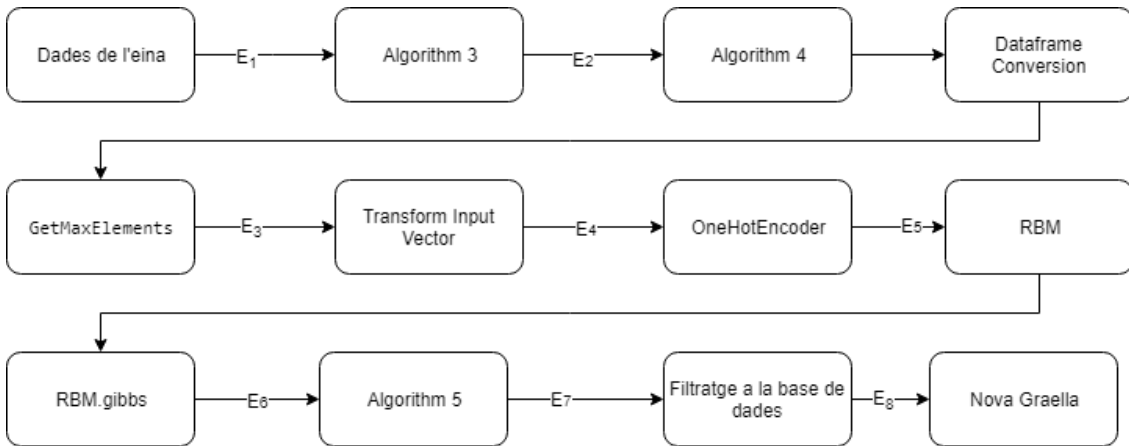 Dades de l'eina
E1
Algorithm 3
E2
Algorithm 4
Dataframe
Conversion
GetMaxElements
E3
Transform Input
Vector
E4
OneHotEncoder
E5
RBM
RBM.gibbs
E6
Algorithm 5
E7
Filtratge a la base de
dades
E8
Nova Graella